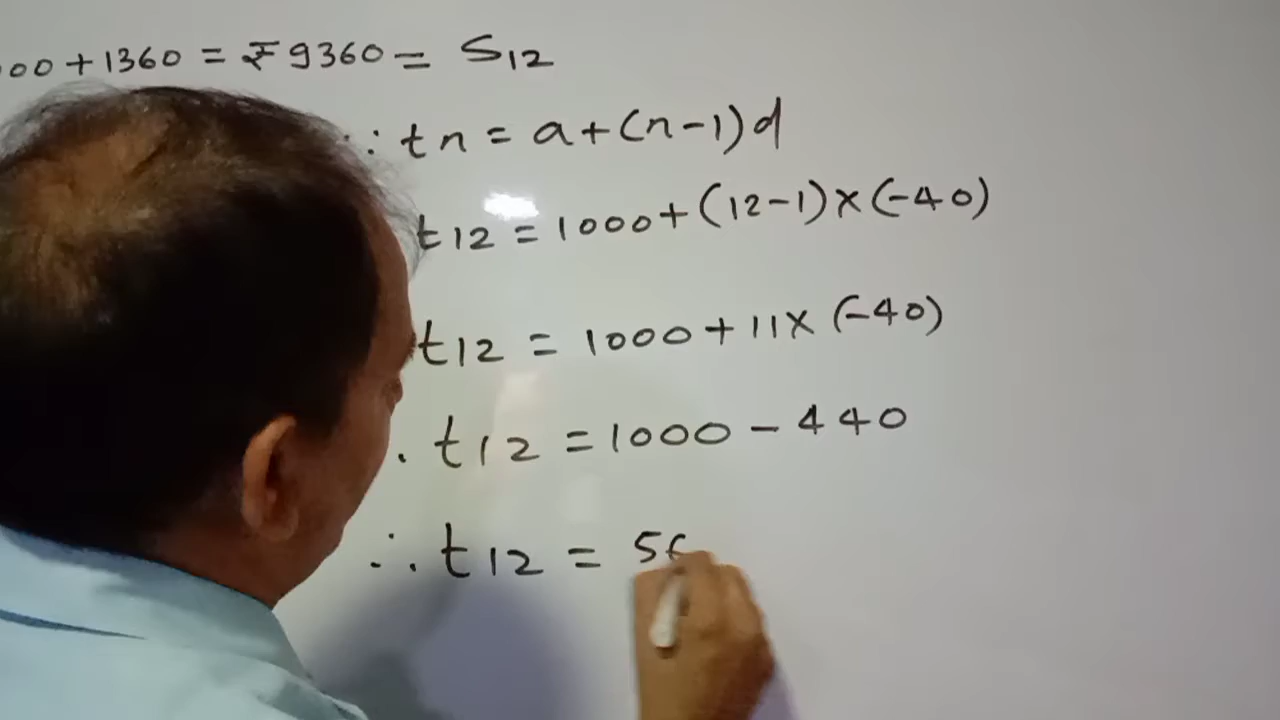 00 + 1360 = ₹ 9360 = S12
∴ tn = a + (n - 1) d
t12 = 1000 + (12 - 1) × (-40)
t12 = 1000 + 11 × (-40)
. t12 = 1000 - 440
∴ t12 = 56